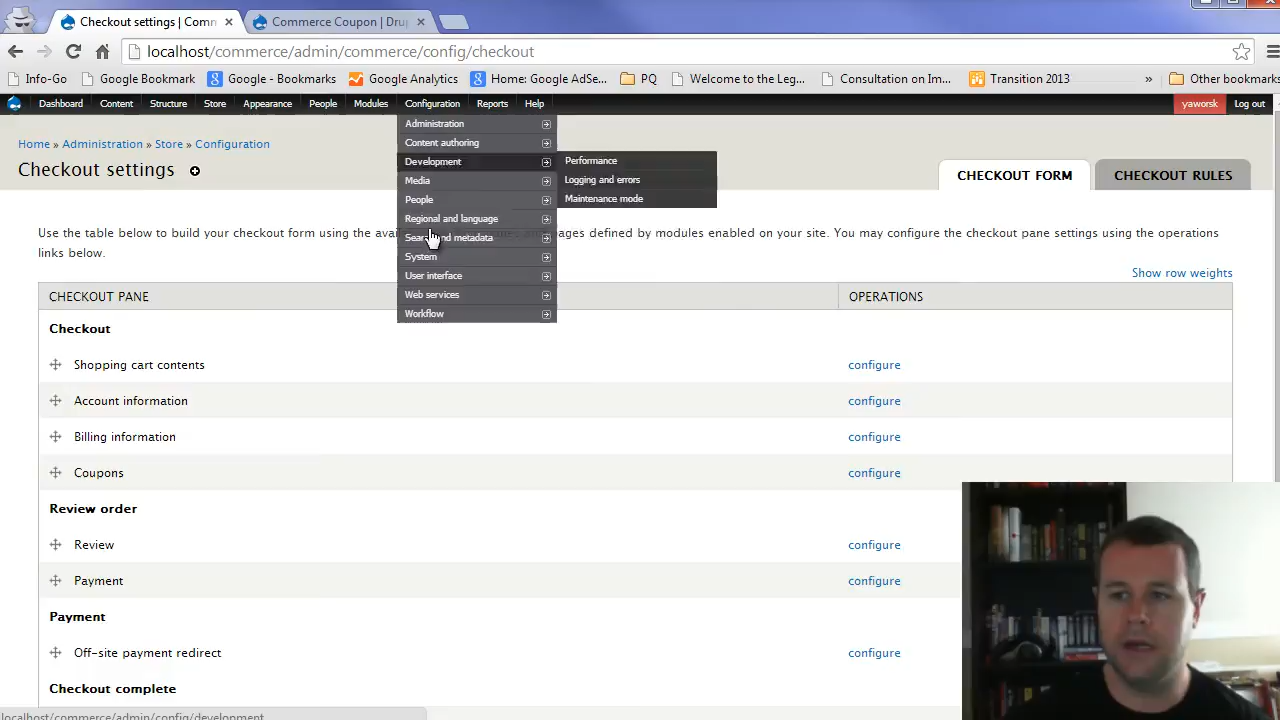 Checkout settings | Comm
Commerce Coupon | Dru
localhost/commerce/admin/commerce/config/checkout
Info-Go
Google Bookmark
Google - Bookmarks
Google Analytics
Home: Google AdSe...
PQ
Welcome to the Leg...
Consultation on Im...
Transition 2013
»
Other bookmarks
Dashboard
Content
Structure
Store
Appearance
People
Modules
Configuration
Reports
Help
yaworsk
Log out
Administration
Content authoring
Development
Media
People
Regional and language
Search and metadata
System
User interface
Web services
Workflow
Performance
Logging and errors
Maintenance mode
Home » Administration » Store » Configuration
Checkout settings
CHECKOUT FORM
CHECKOUT RULES
Use the table below to build your checkout form using the ava
ages defined by modules enabled on your site. You may configure the checkout pane settings using the operations
links below.
Show row weights
CHECKOUT PANE
OPERATIONS
Checkout
Shopping cart contents
configure
Account information
configure
Billing information
configure
Coupons
configure
Review order
Review
configure
Payment
configure
Payment
Off-site payment redirect
configure
Checkout complete
localhost/commerce/admin/config/development